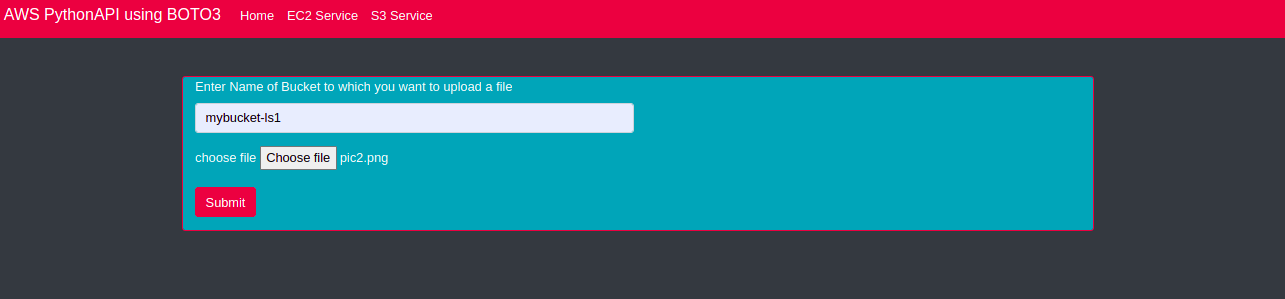 AWS PythonAPI using BOTO3 Home EC2 Service S3 Service
Enter Name of Bucket to which you want to upload a file
mybucket-ls1
choose file Choose file pic2.png
Submit